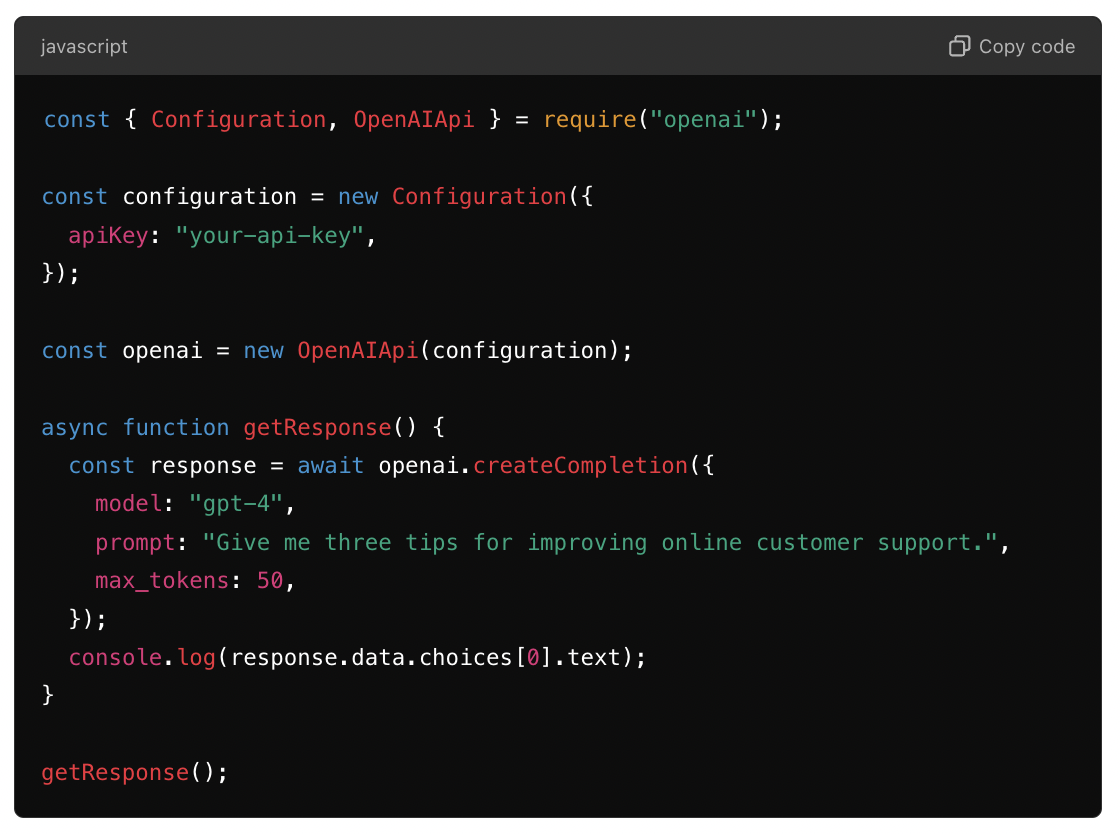 javascript
Copy code
const { Configuration, OpenAIApi } = require("openai");
const configuration = new Configuration({
  apiKey: "your-api-key",
});
const openai = new OpenAIApi(configuration);
async function getResponse() {
  const response = await openai.createCompletion({
    model: "gpt-4",
    prompt: "Give me three tips for improving online customer support.",
    max_tokens: 50,
  });
  console.log(response.data.choices[0].text);
}
getResponse();